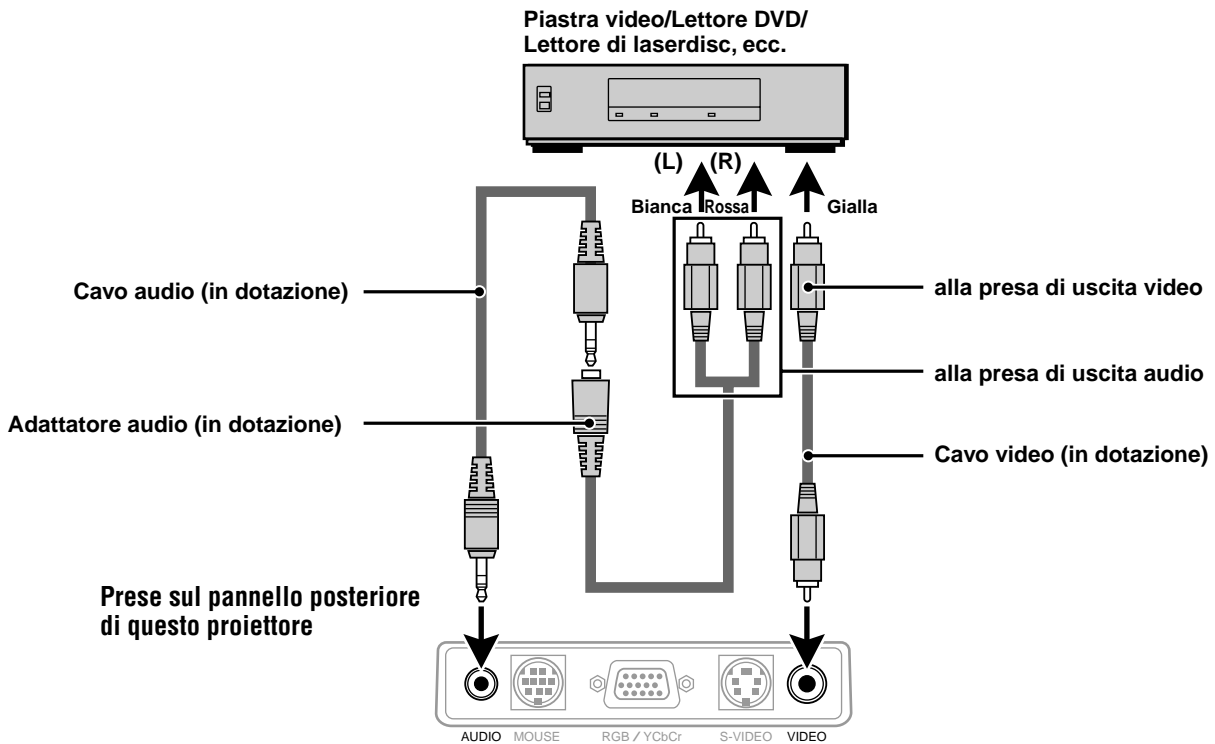 Piastra video/Lettore DVD/
Lettore di laserdisc, ecc.
(L) (R)
Bianca Rossa Gialla
Cavo audio (in dotazione)
alla presa di uscita video
alla presa di uscita audio
Adattatore audio (in dotazione)
Cavo video (in dotazione)
Prese sul pannello posteriore
di questo proiettore
AUDIO MOUSE RGB / YCbCr S-VIDEO VIDEO